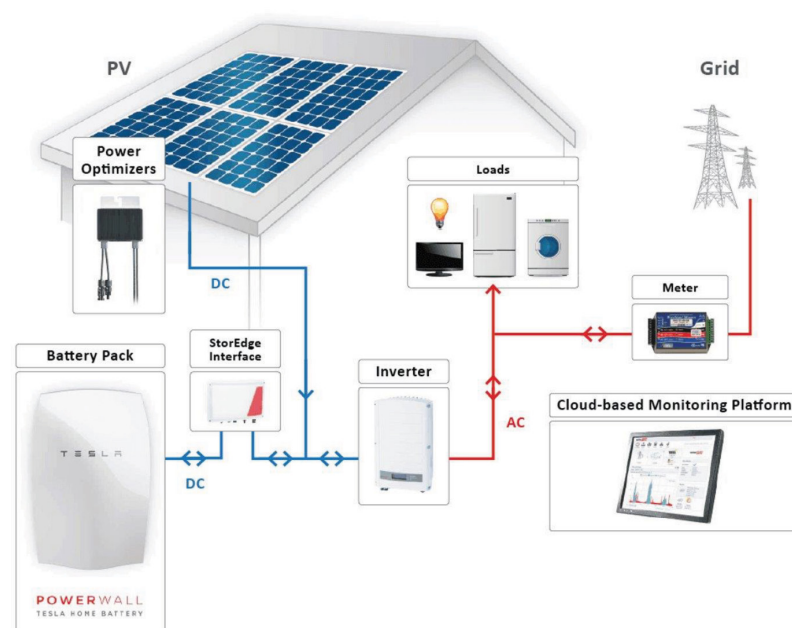 PV
Grid
Power
Optimizers
Loads
DC
Meter
StorEdge
Interface
Battery Pack
Inverter
Cloud-based Monitoring Platform
AC
TESLA
DC
POWERWALL
TESLA HOME BATTERY